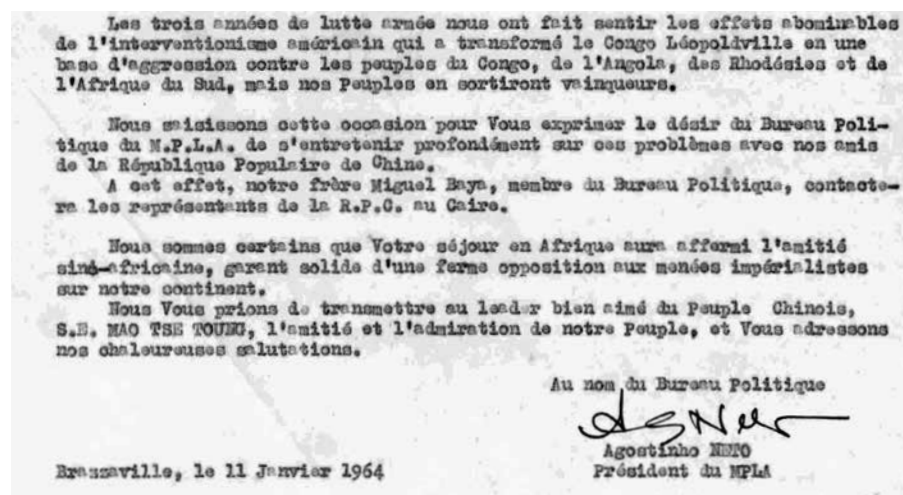 Les trois années de lutte armée nous ont fait sentir les effets abominables
de l'interventionisme américain qui a transformé le Congo Léopoldville en une
base d'aggression contre les peuples du Congo, de l'Angola, des Rhodésies et de
l'Afrique du Sud, mais nos Peuples en sortiront vainqueurs.
Nous saisissons cette occasion pour Vous exprimer le désir du Bureau Poli-
tique du M.P.L.A. de s'entretenir profondément sur ces problèmes avec nos amis
de la République Populaire de Chine.
A cet effet, notre frère Miguel Baya, membre du Bureau Politique, contacte-
ra les représentants de la R.P.C. au Caire.
Nous sommes certains que Votre séjour en Afrique aura affermi l'amitié
sino-africaine, garant solide d'une ferme opposition aux menées impérialistes
sur notre continent.
Nous Vous prions de transmettre au leader bien aimé du Peuple Chinois,
S.E. MAO TSE TOUNG, l'amitié et l'admiration de notre Peuple, et Vous adressons
nos chaleureuses salutations.
Au nom du Bureau Politique
A Neto
Agostinho NETO
Président du MPLA
Brazzaville, le 11 Janvier 1964